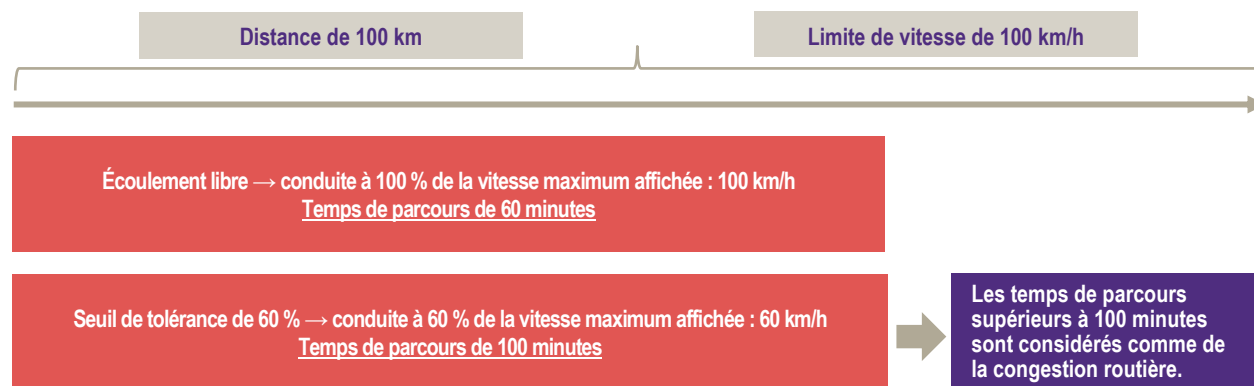 Distance de 100 km
Limite de vitesse de 100 km/h
Écoulement libre → conduite à 100 % de la vitesse maximum affichée : 100 km/h
Temps de parcours de 60 minutes
Seuil de tolérance de 60 % → conduite à 60 % de la vitesse maximum affichée : 60 km/h
Temps de parcours de 100 minutes
Les temps de parcours
supérieurs à 100 minutes
sont considérés comme de
la congestion routière.